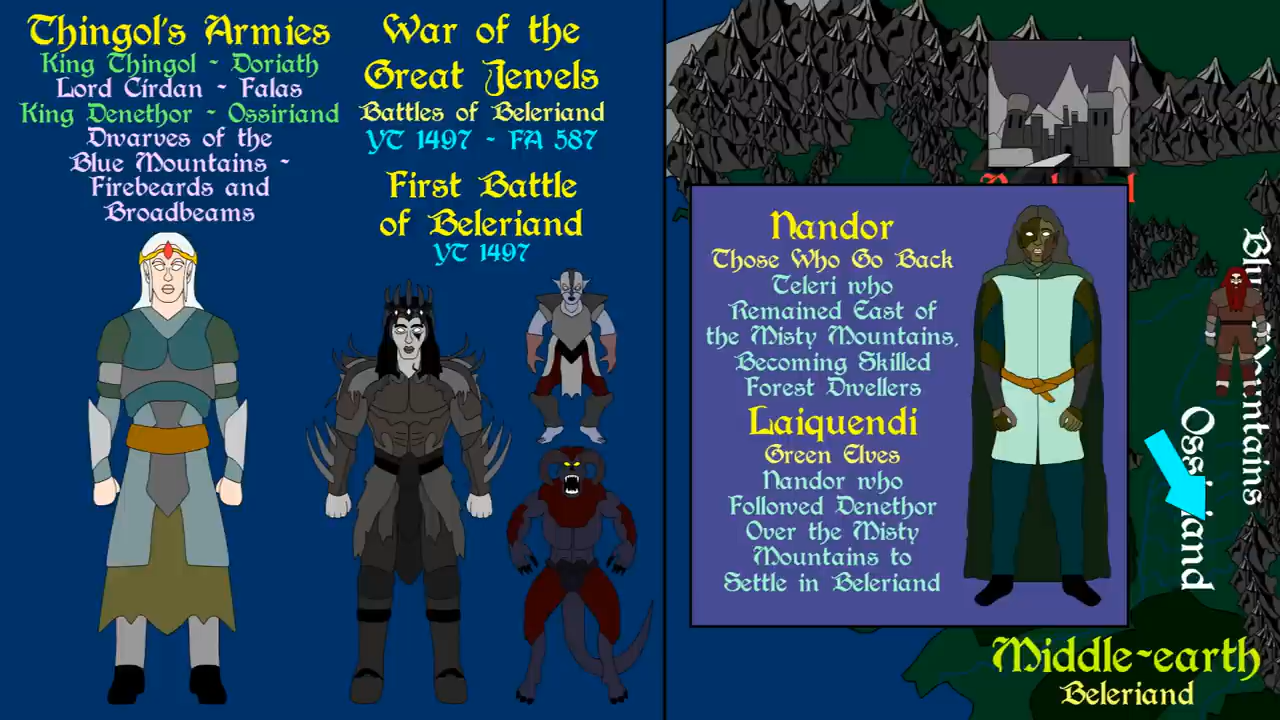 Thingol's Armies
King Thingol - Doriath
Lord Círdan - Falas
King Denethor - Ossiriand
Dwarves of the
Blue Mountains -
Firebeards and
Broadbeams
War of the
Great Jewels
Battles of Beleriand
YT 1497 - FA 587
First Battle
of Beleriand
YT 1497
Nandor
Those Who Go Back
Teleri who
Remained East of
the Misty Mountains,
Becoming Skilled
Forest Dwellers
Laiquendi
Green Elves
Nandor who
Followed Denethor
Over the Misty
Mountains to
Settle in Beleriand
Blue Mountains
Ossiriand
Middle-earth
Beleriand